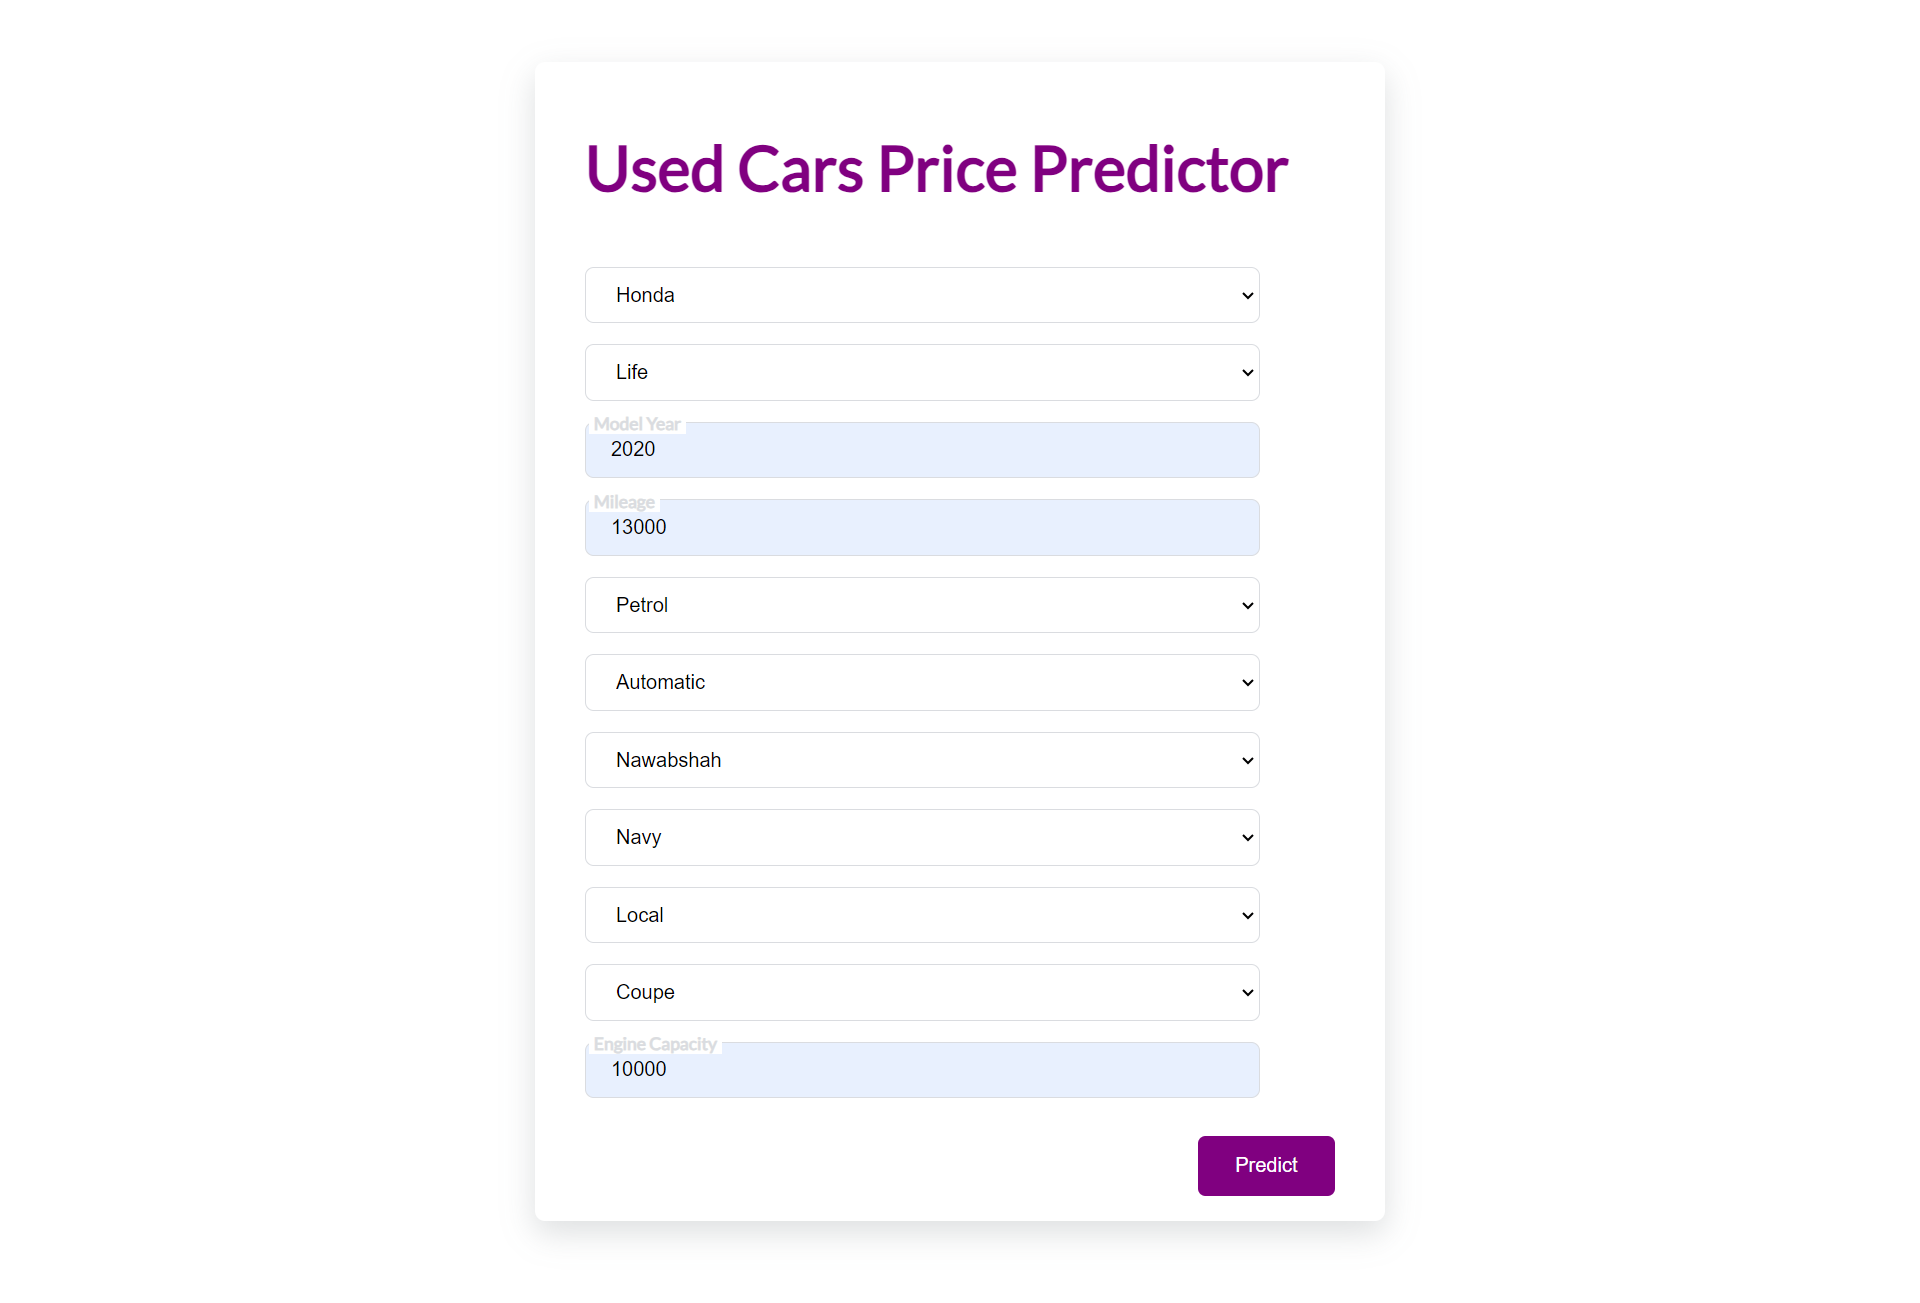 Used Cars Price Predictor
Honda
Life
Model Year
2020
Mileage
13000
Petrol
Automatic
Nawabshah
Navy
Local
Coupe
Engine Capacity
10000
Predict